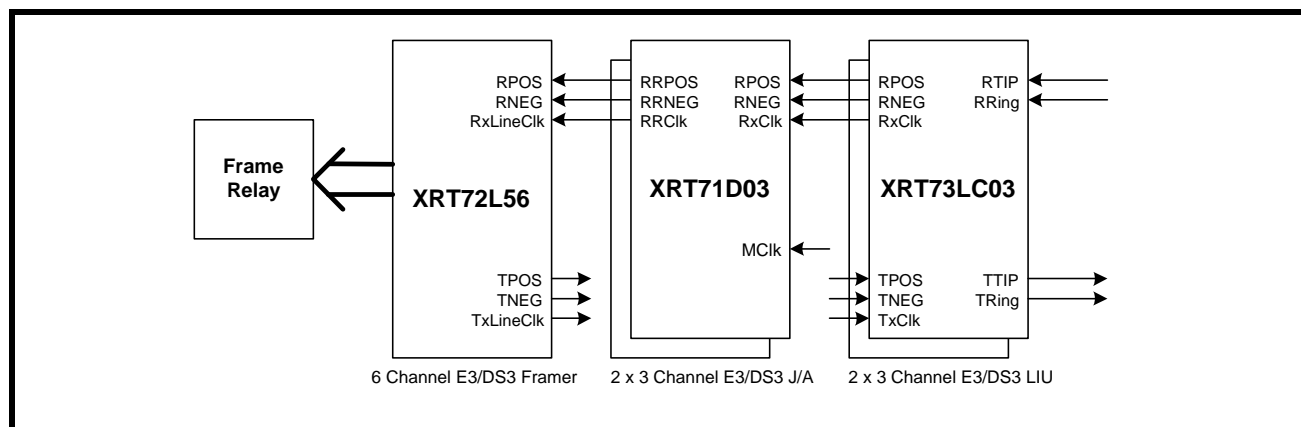 RPOS RRPOS RPOS RPOS RTIP
RNEG RRNEG RNEG RNEG RRing
RxLineClk RRClk RxClk RxClk
Frame
Relay
XRT72L56 XRT71D03 XRT73LC03
MClk
TPOS TPOS TTIP
TNEG TNEG TRing
TxLineClk TxClk
6 Channel E3/DS3 Framer 2 x 3 Channel E3/DS3 J/A 2 x 3 Channel E3/DS3 LIU